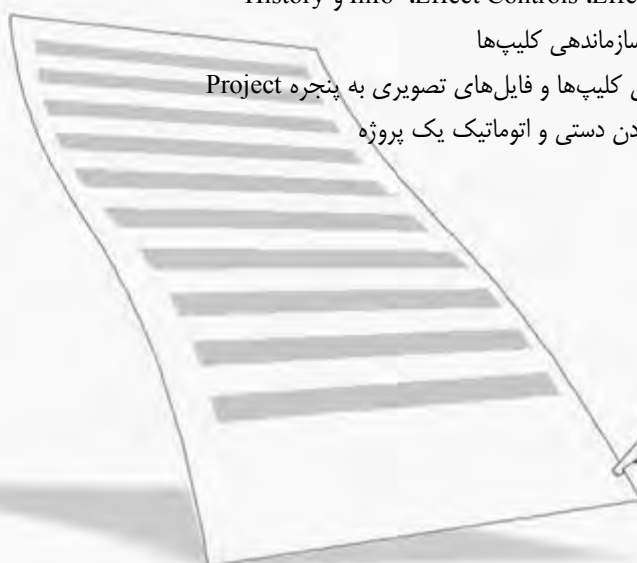 Effect Controls، Info و History
سازماندهی کلیپ‌ها
کلیپ‌ها و فایل‌های تصویری به پنجره Project
دستی و اتوماتیک یک پروژه